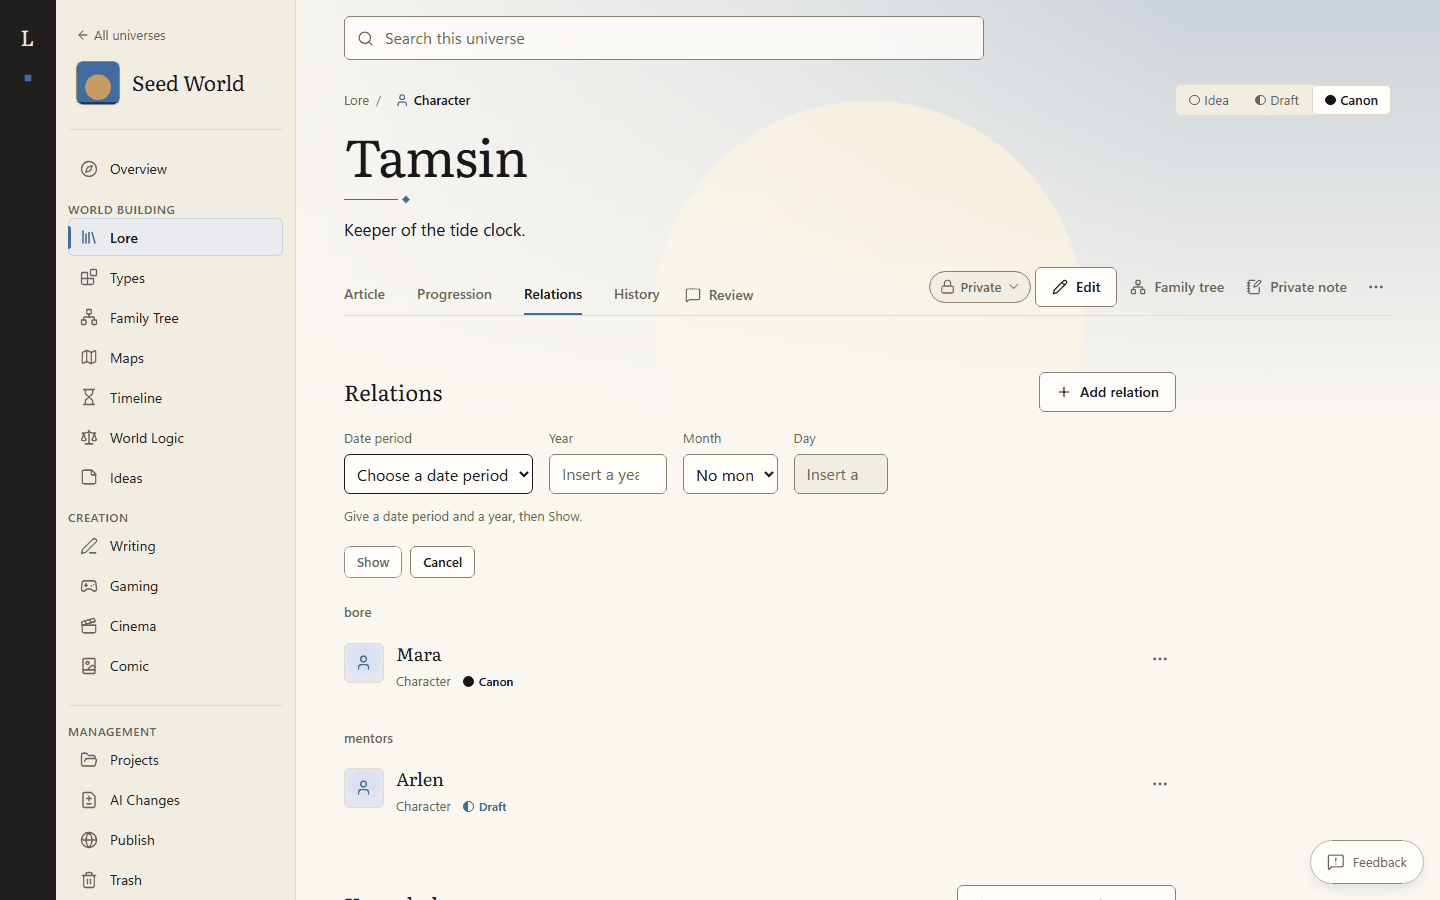 L
All universes
Seed World
Overview
WORLD BUILDING
Lore
Types
Family Tree
Maps
Timeline
World Logic
Ideas
CREATION
Writing
Gaming
Cinema
Comic
MANAGEMENT
Projects
AI Changes
Publish
Trash
Search this universe
Lore / Character
Idea Draft Canon
Tamsin
Keeper of the tide clock.
Article Progression Relations History Review
Private Edit Family tree Private note
Relations
Add relation
Date period Year Month Day
Choose a date period Insert a yea No mon Insert a
Give a date period and a year, then Show.
Show Cancel
bore
Mara
Character Canon
mentors
Arlen
Character Draft
Feedback